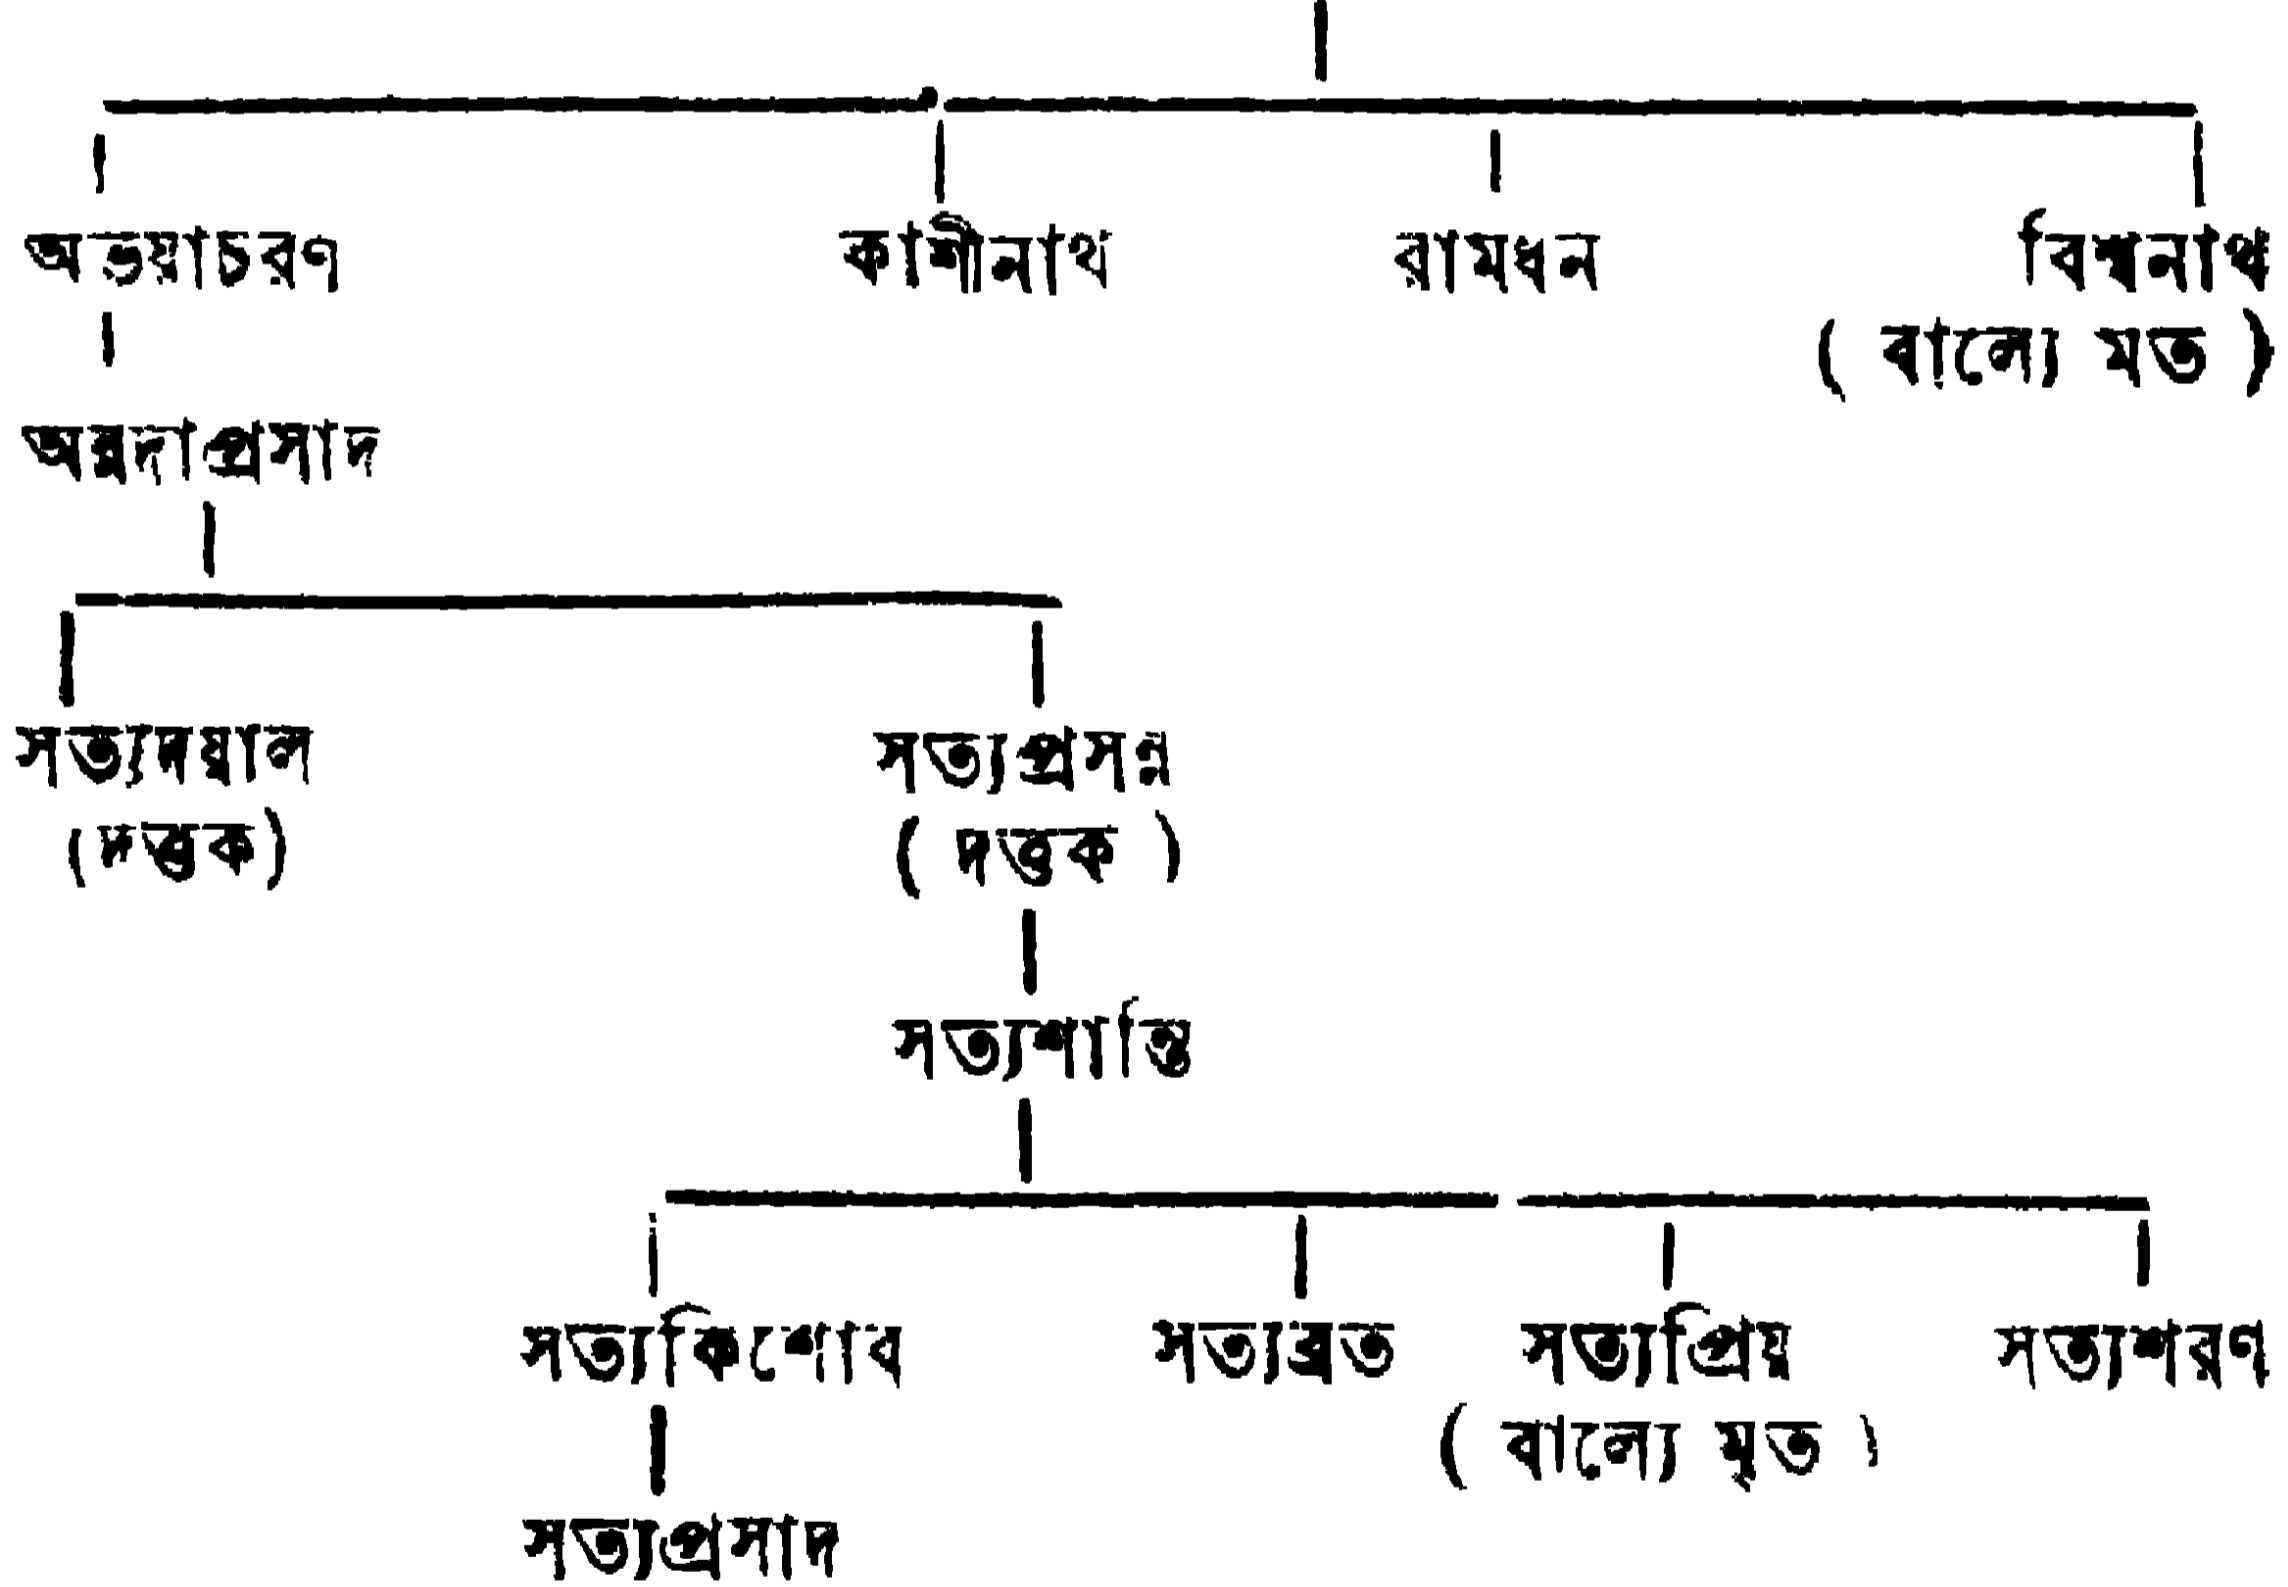 অভয়াচরণ কাশীনাথ রামধন বিশ্বনাথ
( বাল্যে মৃত )
অন্নদাপ্রসাদ
সত্যদয়াল সত্যপ্রসন্ন
(দত্তক) ( দত্তক )
সত্যশান্তি
সত্যকিশোব সত্যব্রত সত্যপ্রিয় সত্যশরণ
( বাল্যে মৃত )
সত্যপ্রসাদ